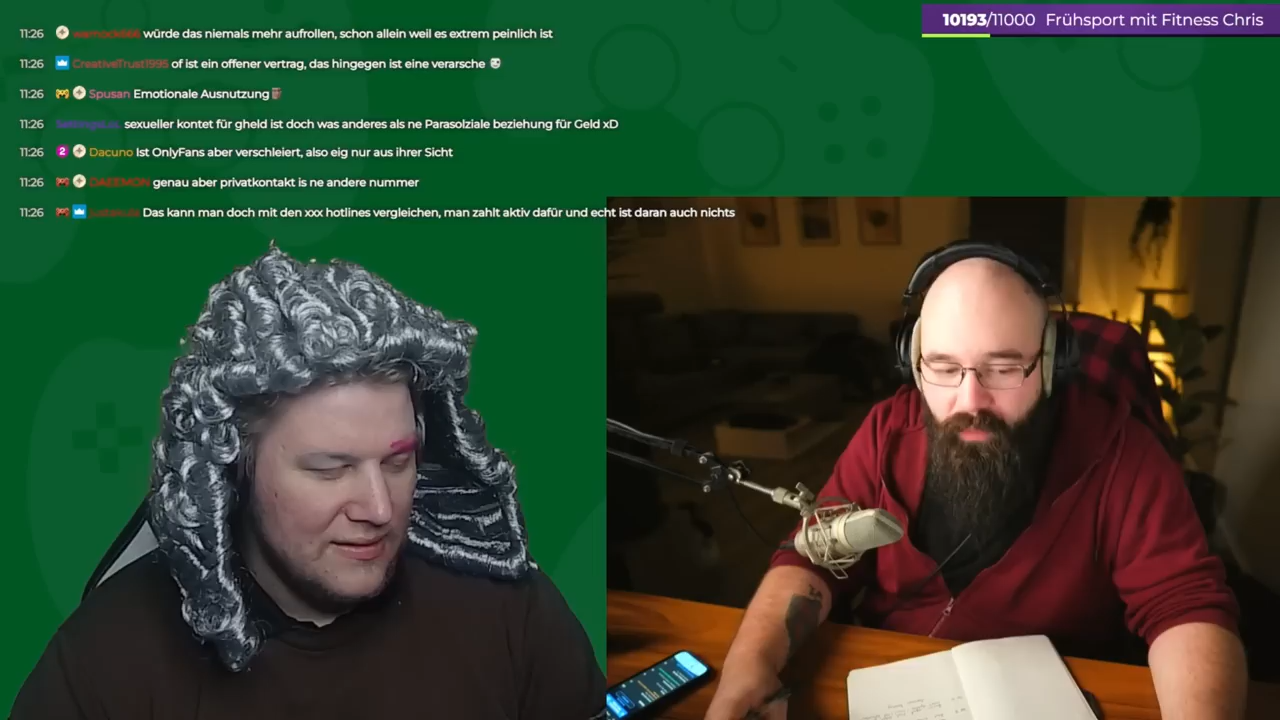 10193/11000 Frühsport mit Fitness Chris
11:26 würde das niemals mehr aufrollen, schon allein weil es extrem peinlich ist
11:26 CreativeTrust1995 of ist ein offener vertrag, das hingegen ist eine verarsche
11:26 Spusan Emotionale Ausnutzung
11:26 sexueller kontet für gheld ist doch was anderes als ne Parasolziale beziehung für Geld xD
11:26 2 Dacuno Ist OnlyFans aber verschleiert, also eig nur aus ihrer Sicht
11:26 DAEEMON genau aber privatkontakt is ne andere nummer
11:26 Das kann man doch mit den xxx hotlines vergleichen, man zahlt aktiv dafür und echt ist daran auch nichts